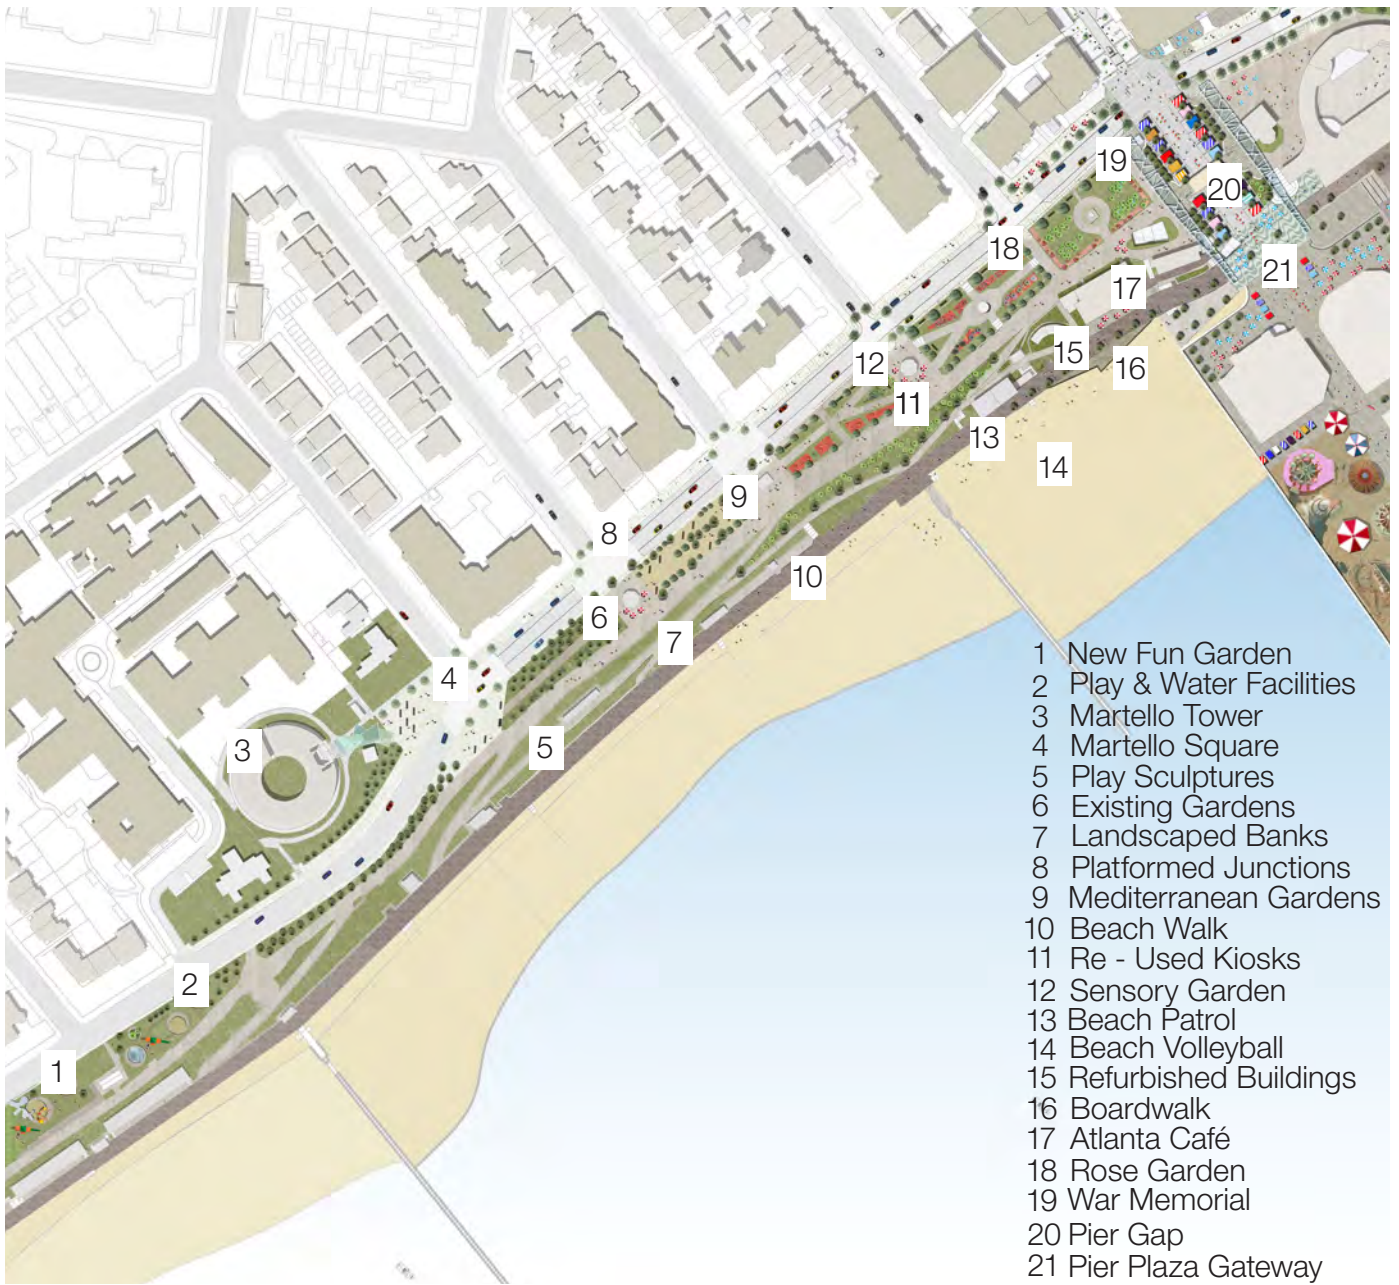 19
20
18
21
17
15
16
12
11
13
14
9
8
10
6
7
4
3
5
2
1
1 New Fun Garden
2 Play & Water Facilities
3 Martello Tower
4 Martello Square
5 Play Sculptures
6 Existing Gardens
7 Landscaped Banks
8 Platformed Junctions
9 Mediterranean Gardens
10 Beach Walk
11 Re - Used Kiosks
12 Sensory Garden
13 Beach Patrol
14 Beach Volleyball
15 Refurbished Buildings
16 Boardwalk
17 Atlanta Café
18 Rose Garden
19 War Memorial
20 Pier Gap
21 Pier Plaza Gateway